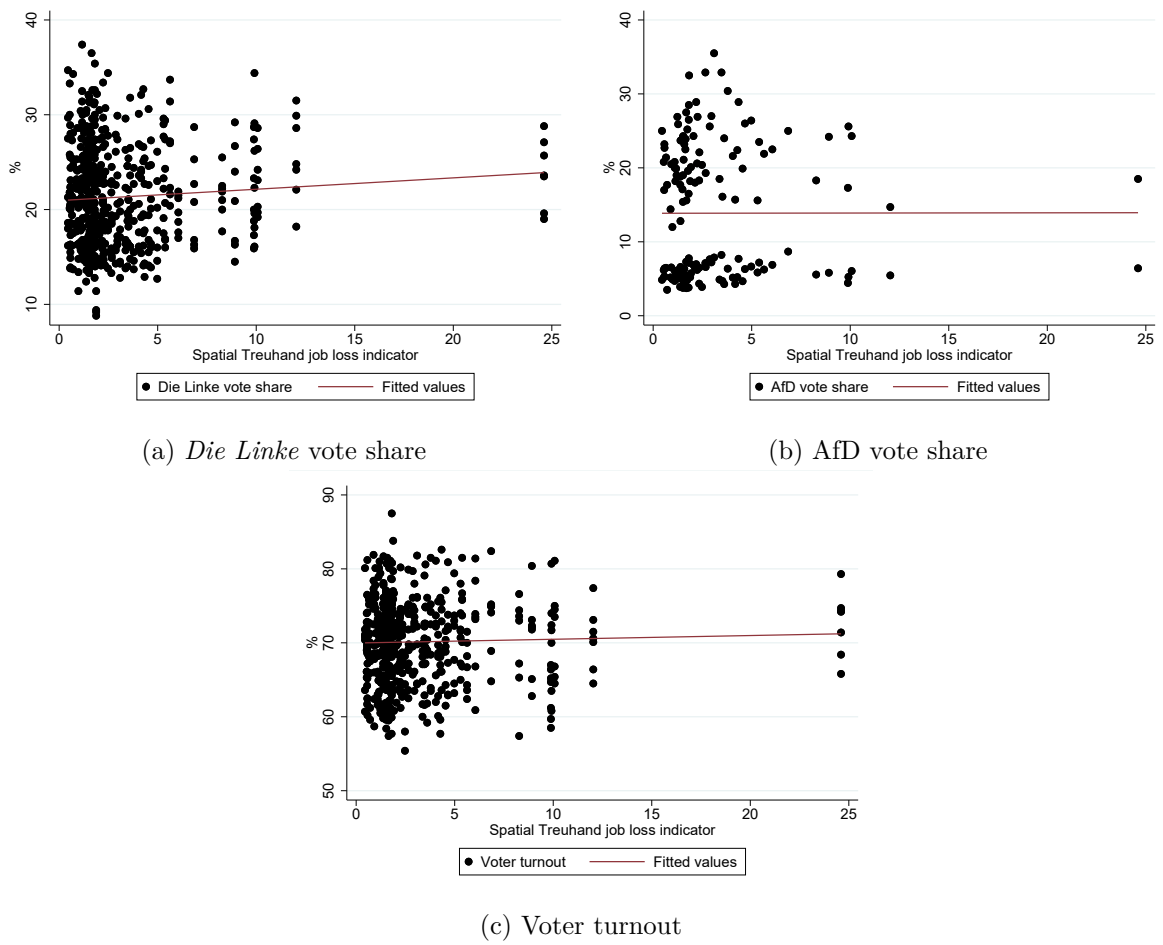 40
30
20
10
%
0 5 10 15 20 25
Spatial Treuhand job loss indicator
Die Linke vote share Fitted values
(a) Die Linke vote share
40
30
20
10
0
%
0 5 10 15 20 25
Spatial Treuhand job loss indicator
AfD vote share Fitted values
(b) AfD vote share
90
80
70
60
50
%
0 5 10 15 20 25
Spatial Treuhand job loss indicator
Voter turnout Fitted values
(c) Voter turnout